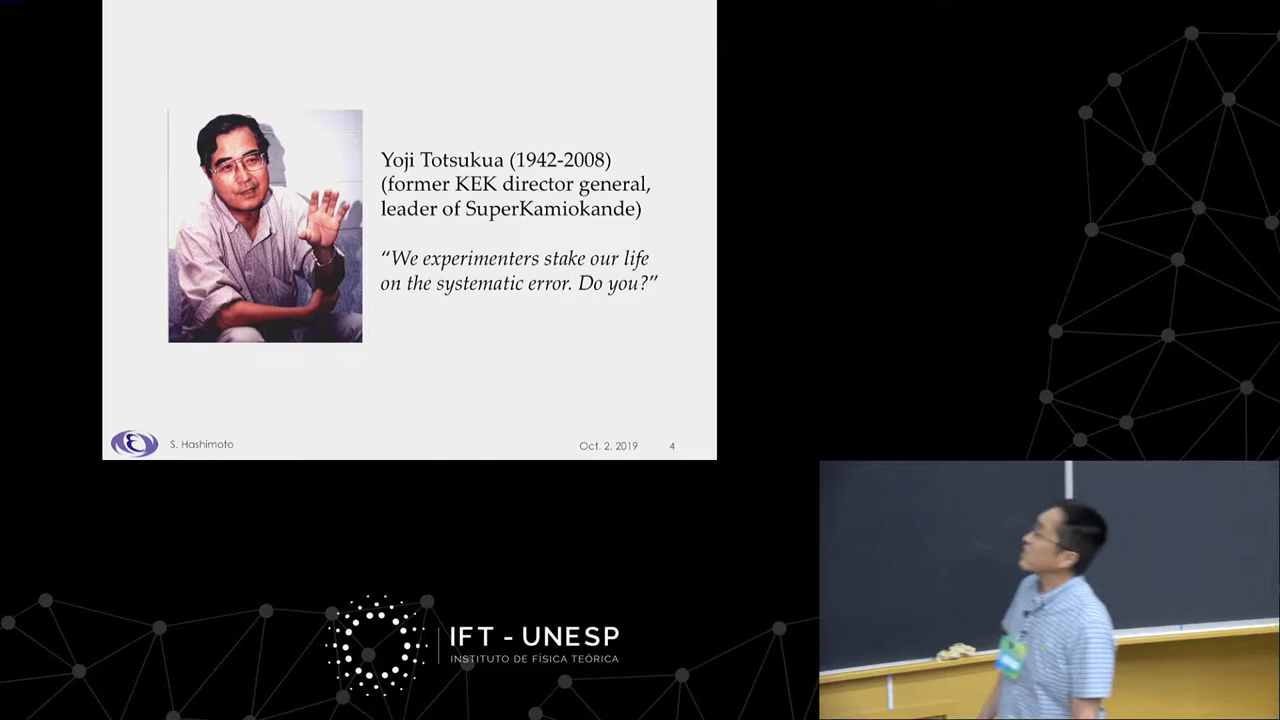 Yoji Totsukua (1942-2008)
(former KEK director general,
leader of SuperKamiokande)
“We experimenters stake our life
on the systematic error. Do you?”
S. Hashimoto
Oct. 2, 2019
4
IFT - UNESP
INSTITUTO DE FÍSICA TEÓRICA